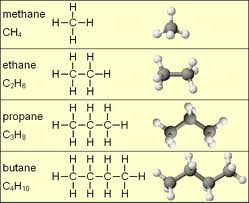 methane
CH₄
H
H—C—H
H
ethane
C₂H₆
H H
H—C—C—H
H H
propane
C₃H₈
H H H
H—C—C—C—H
H H H
butane
C₄H₁₀
H H H H
H—C—C—C—C—H
H H H H